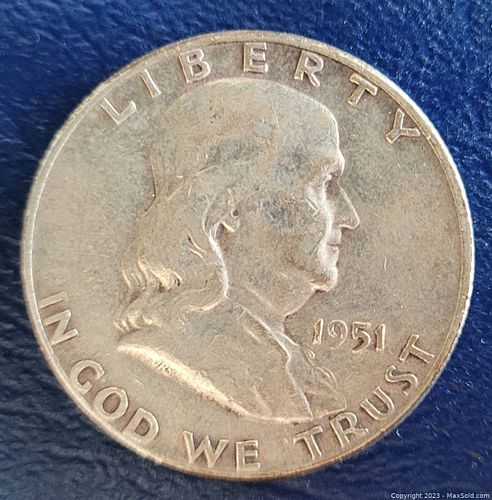 LIBERTY
1951
IN GOD WE TRUST
Copyright 2023 - MaxSold.com